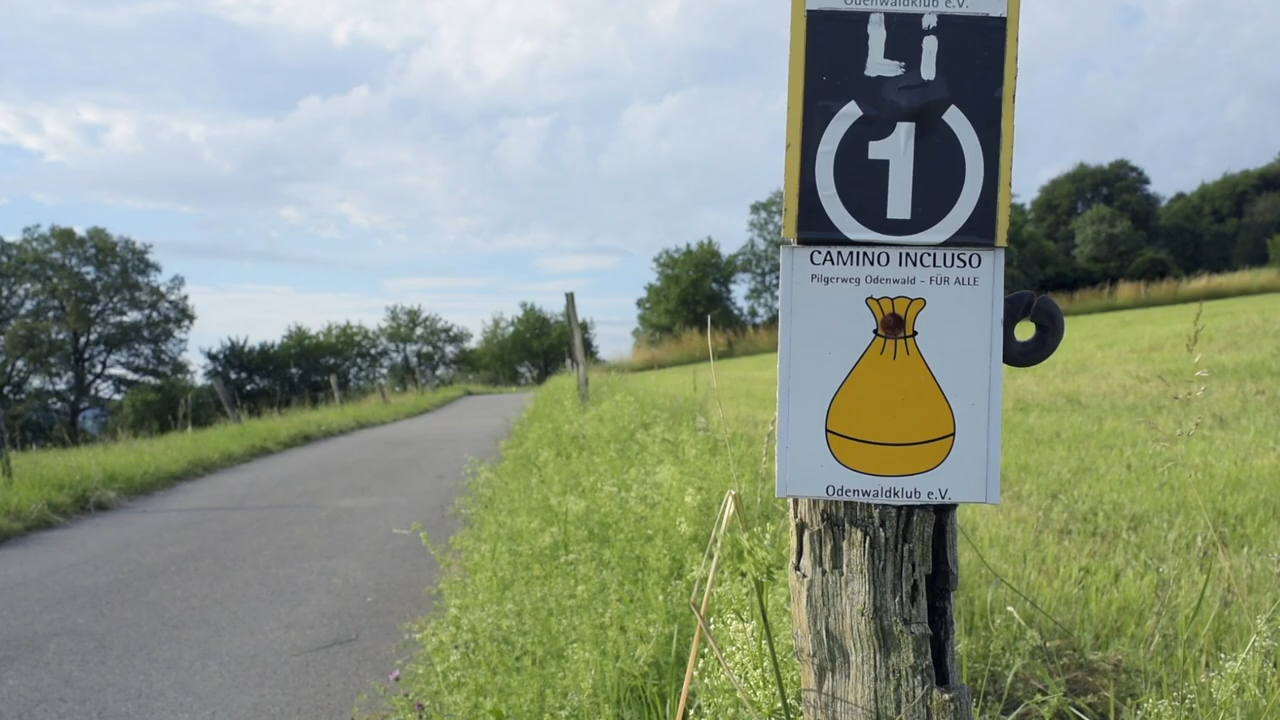 Odenwaldklub e.V.
Li
1
CAMINO INCLUSO
Pilgerweg Odenwald - FÜR ALLE
Odenwaldklub e.V.